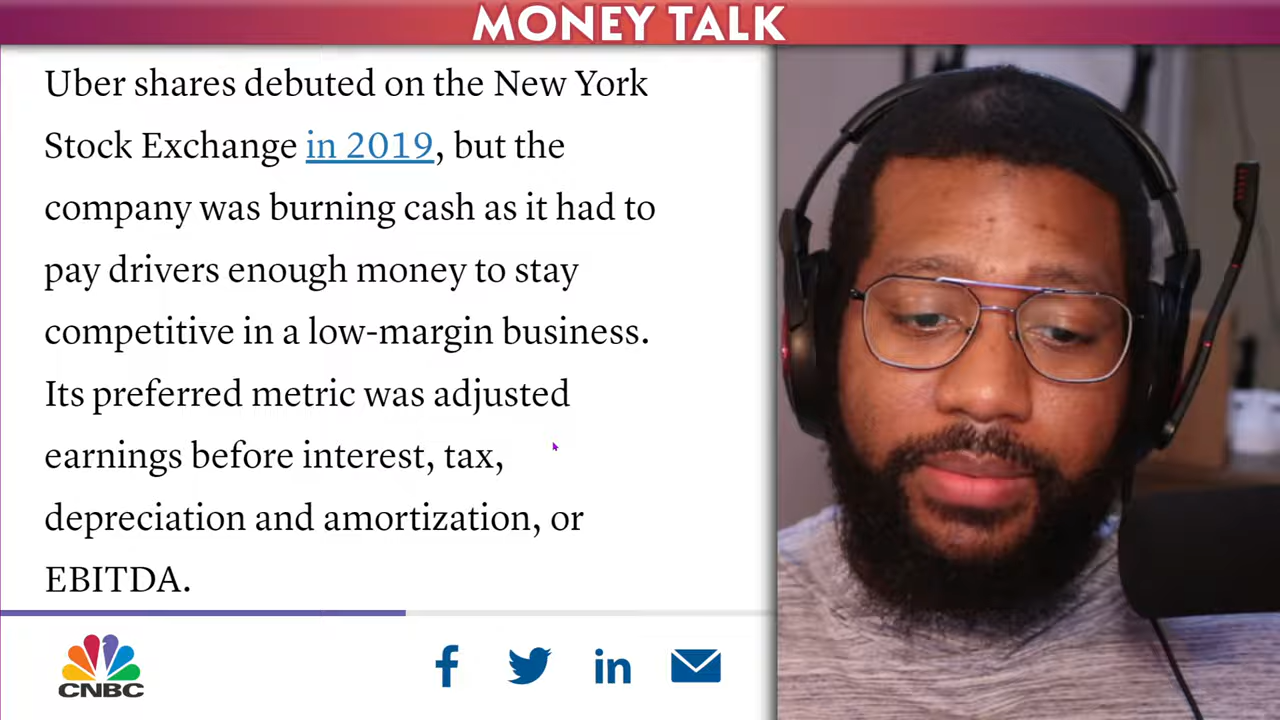 MONEY TALK
Uber shares debuted on the New York
Stock Exchange in 2019, but the
company was burning cash as it had to
pay drivers enough money to stay
competitive in a low-margin business.
Its preferred metric was adjusted
earnings before interest, tax,
depreciation and amortization, or
EBITDA.
CNBC